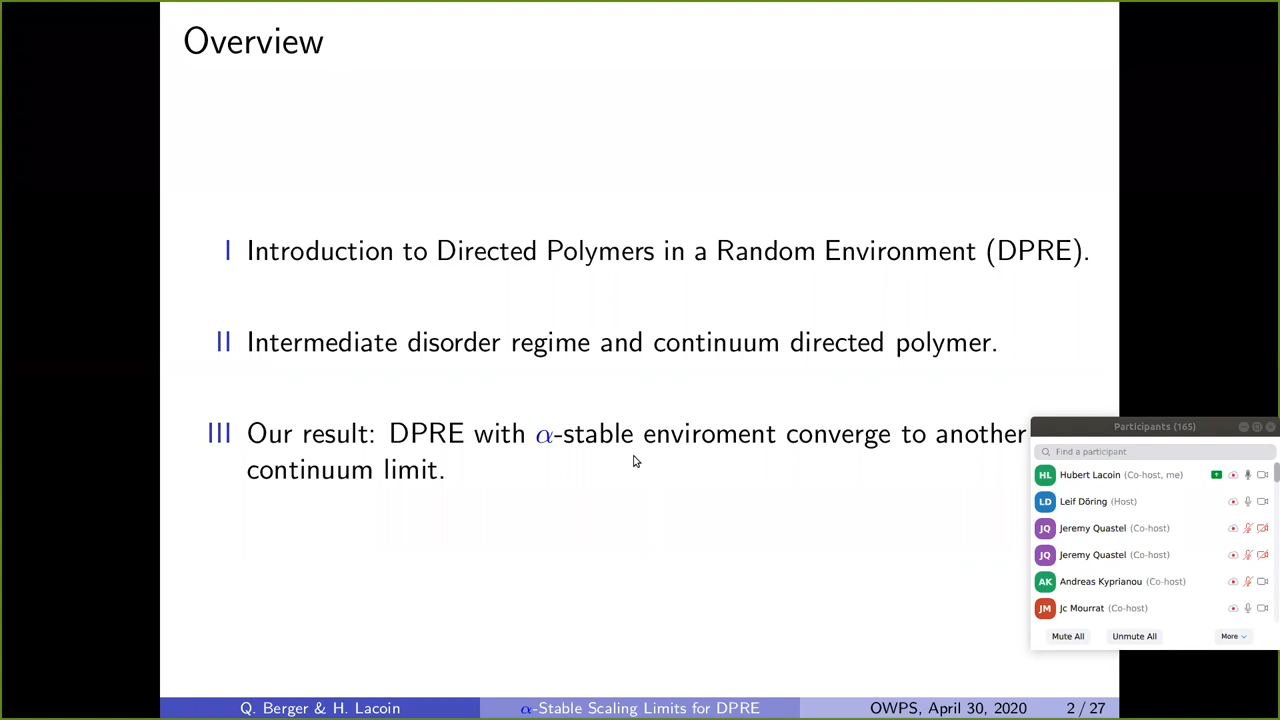 Overview
I Introduction to Directed Polymers in a Random Environment (DPRE).
II Intermediate disorder regime and continuum directed polymer.
III Our result: DPRE with α-stable enviroment converge to another
continuum limit.
Participants (165)
Find a participant
HL Hubert Lacoin (Co-host, me)
LD Leif Döring (Host)
JQ Jeremy Quastel (Co-host)
JQ Jeremy Quastel (Co-host)
AK Andreas Kyprianou (Co-host)
JM Jc Mourrat (Co-host)
Mute All Unmute All More
Q. Berger & H. Lacoin α-Stable Scaling Limits for DPRE OWPS, April 30, 2020 2 / 27